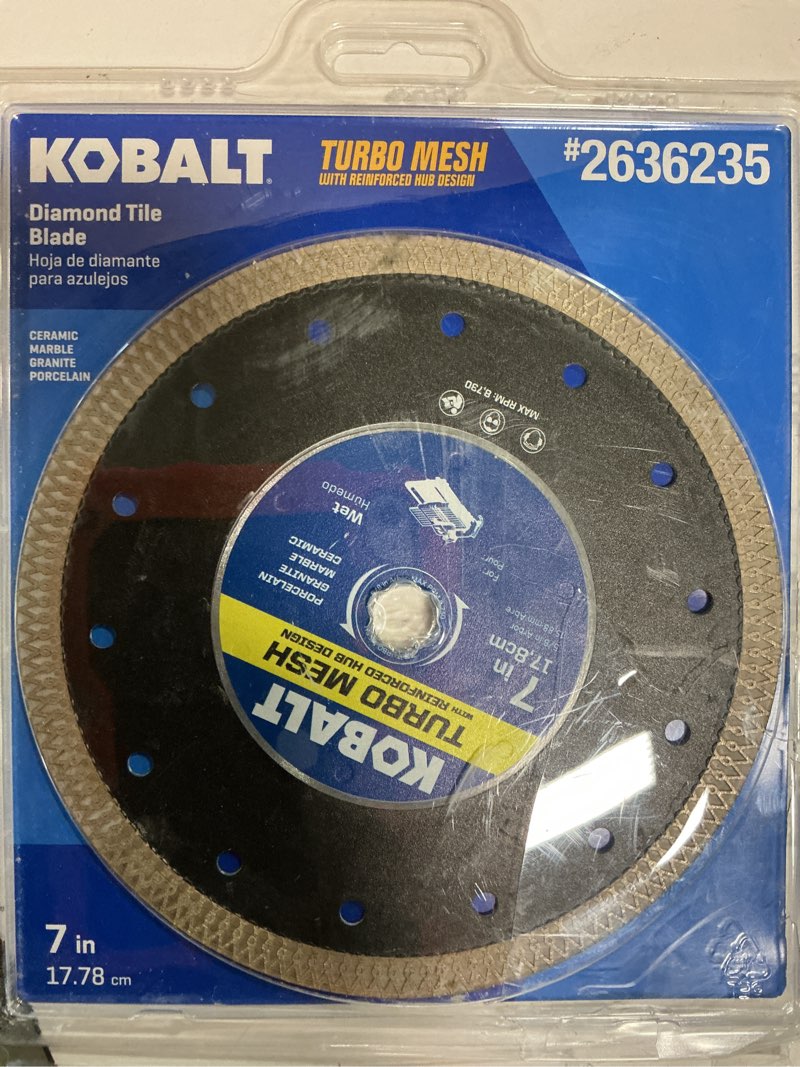 KOBALT
TURBO MESH
WITH REINFORCED HUB DESIGN
#2636235
Diamond Tile
Blade
Hoja de diamante
para azulejos
CERAMIC
MARBLE
GRANITE
PORCELAIN
MAX RPM: 8,730
KOBALT
TURBO MESH
WITH REINFORCED HUB DESIGN
7 in
17,8cm
PORCELAIN
GRANITE
MARBLE
CERAMIC
For
Pour
Wet
Humedo
7 in
17.78 cm